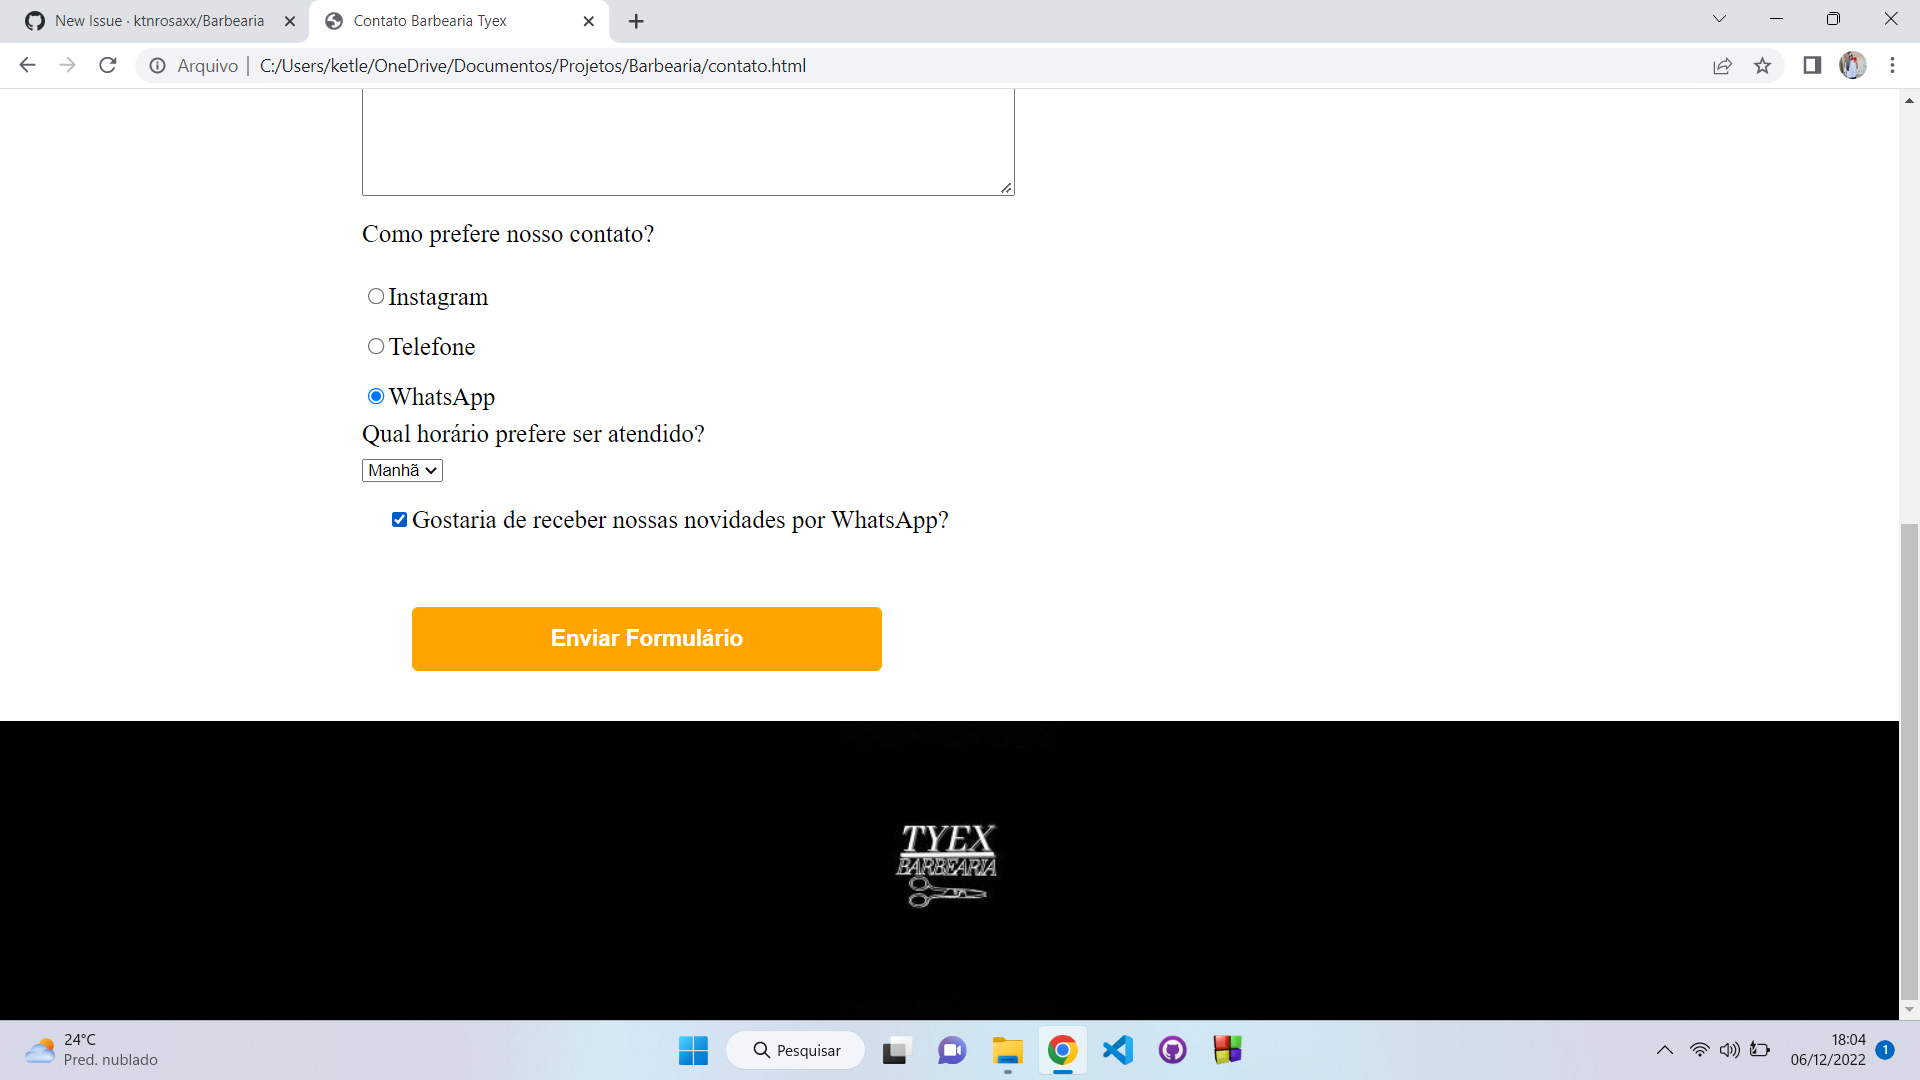 New Issue · ktnrosaxx/Barbearia
Contato Barbearia Tyex
Arquivo | C:/Users/ketle/OneDrive/Documentos/Projetos/Barbearia/contato.html
Como prefere nosso contato?
Instagram
Telefone
WhatsApp
Qual horário prefere ser atendido?
Manhã
Gostaria de receber nossas novidades por WhatsApp?
Enviar Formulário
TYEX
BARBEARIA
24°C
Pred. nublado
Pesquisar
18:04
06/12/2022
1